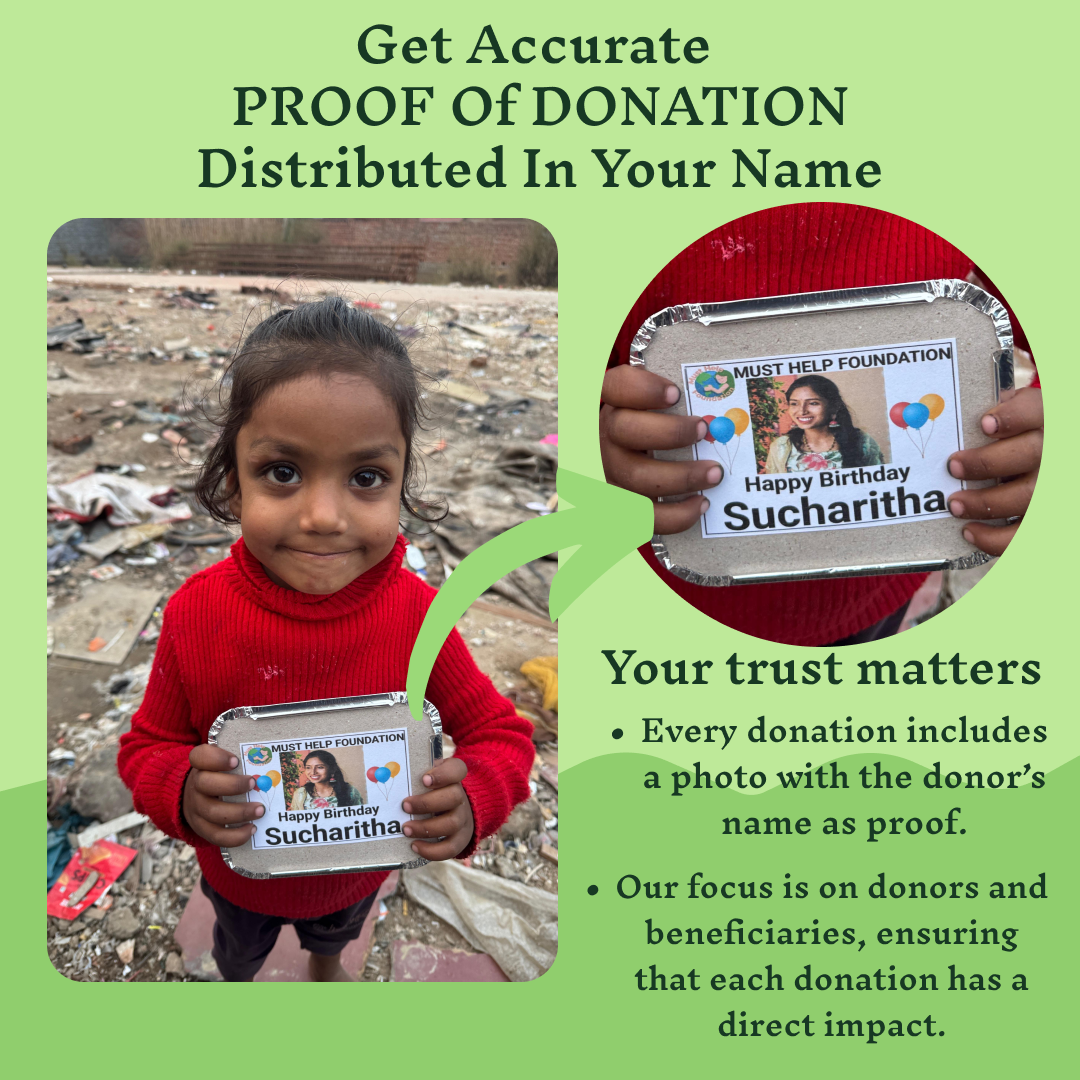 Get Accurate
PROOF Of DONATION
Distributed In Your Name
MUST HELP FOUNDATION
Happy Birthday
Sucharitha
MUST HELP FOUNDATION
Happy Birthday
Sucharitha
Your trust matters
• Every donation includes
a photo with the donor's
name as proof.
• Our focus is on donors and
beneficiaries, ensuring
that each donation has a
direct impact.